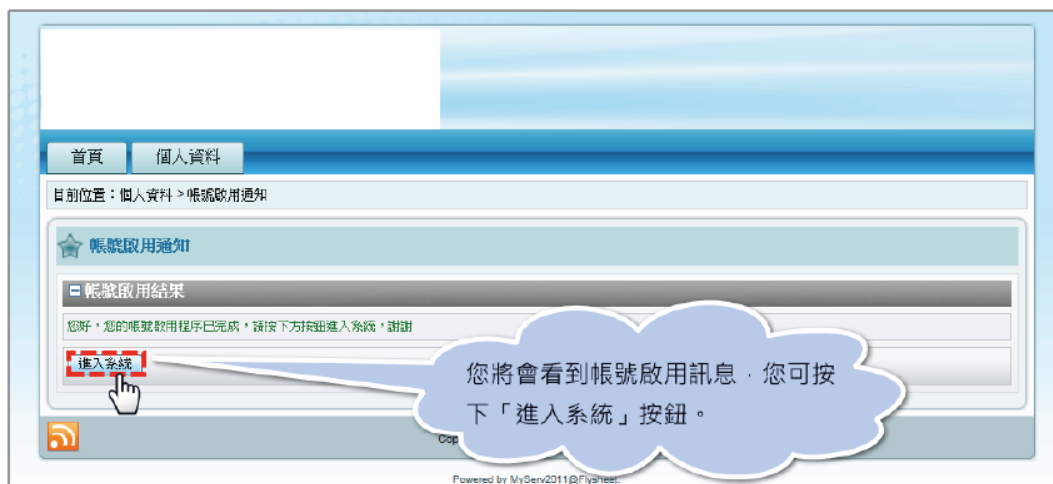 首頁
個人資料
目前位置：個人資料 > 帳號啟用通知
帳號啟用通知
帳號啟用結果
您好，您的帳號啟用程序已完成，請按下方按鈕進入系統，謝謝
進入系統
您將會看到帳號啟用訊息，您可按
下「進入系統」按鈕。
Cop
Powered by MyServ2011@Flysheet.